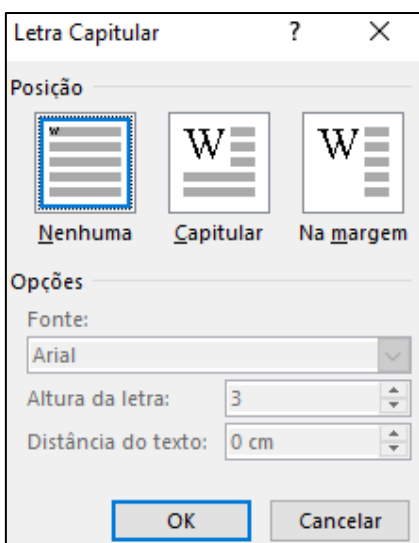 Letra Capitular ? ×
Posição
W W W
Nenhuma Capitular Na margem
Opções
Fonte:
Arial
Altura da letra: 3
Distância do texto: 0 cm
OK Cancelar